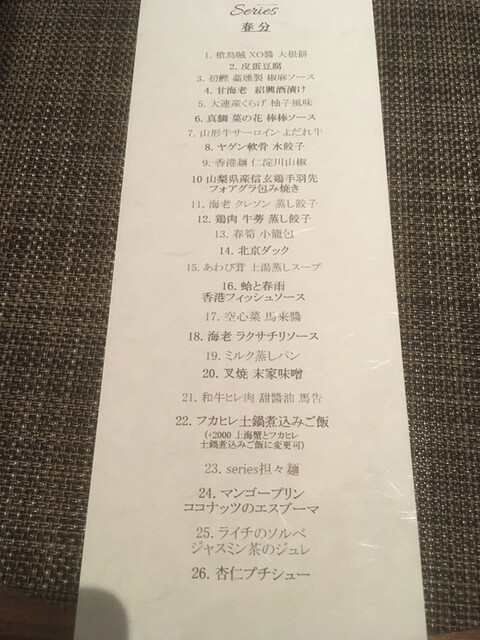 Series
春分
1. 槍烏賊 XO醬 大根餅
2. 皮蛋豆腐
3. 初鰹 藁燻製 椒麻ソース
4. 甘海老 紹興酒漬け
5. 大連産くらげ 柚子風味
6. 真鯛 菜の花 棒棒ソース
7. 山形牛サーロイン よだれ牛
8. ヤゲン軟骨 水餃子
9. 香港麺 仁淀川山椒
10 山梨県産信玄鶏手羽先
フォアグラ包み焼き
11. 海老 クレソン 蒸し餃子
12. 鶏肉 牛蒡 蒸し餃子
13. 春筍 小籠包
14. 北京ダック
15. あわび茸 上湯蒸しスープ
16. 蛤と春雨
香港フィッシュソース
17. 空心菜 馬来醬
18. 海老 ラクサチリソース
19. ミルク蒸しパン
20. 叉焼 末家味噌
21. 和牛ヒレ肉 甜醬油 馬告
22. フカヒレ土鍋煮込みご飯
(+2000 上海蟹とフカヒレ
土鍋煮込みご飯に変更可)
23. series担々麺
24. マンゴープリン
ココナッツのエスプーマ
25. ライチのソルベ
ジャスミン茶のジュレ
26. 杏仁プチシュー